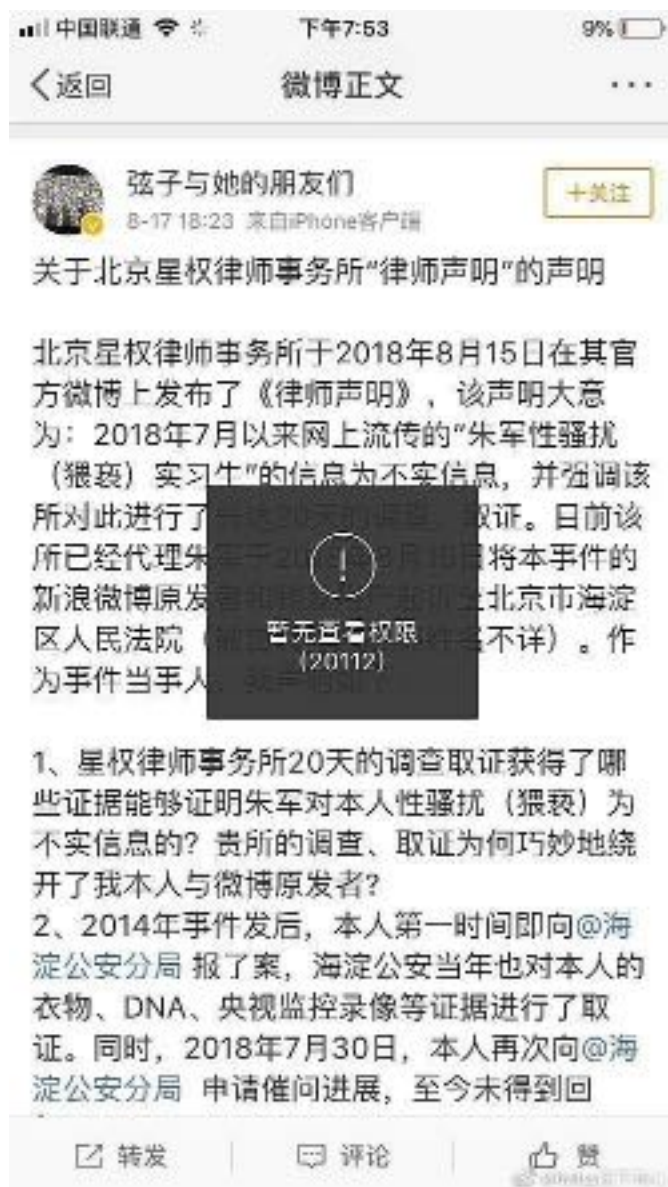 中国联通 下午7:53 9%
返回 微博正文 ···
弦子与她的朋友们 +关注
8-17 18:23 来自iPhone客户端
关于北京星权律师事务所“律师声明”的声明
北京星权律师事务所于2018年8月15日在其官
方微博上发布了《律师声明》，该声明大意
为：2018年7月以来网上流传的“朱军性骚扰
（猥亵）实习生”的信息为不实信息，并强调该
所对此进行了 取证。日前该
所已经代理朱军于2018年8月15日将本事件的
新浪微博原发 北京市海淀
区人民法院 名不详）。作
为事件当事人
暂无查看权限
(20112)
1、星权律师事务所20天的调查取证获得了哪
些证据能够证明朱军对本人性骚扰（猥亵）为
不实信息的？贵所的调查、取证为何巧妙地绕
开了我本人与微博原发者？
2、2014年事件发后，本人第一时间即向@海
淀公安分局 报了案，海淀公安当年也对本人的
衣物、DNA、央视监控录像等证据进行了取
证。同时，2018年7月30日，本人再次向@海
淀公安分局 申请催问进展，至今未得到回
转发 评论 赞